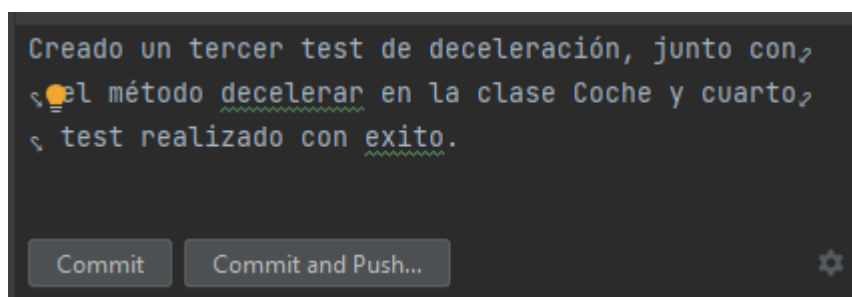 Creado un tercer test de deceleración, junto con
el método decelerar en la clase Coche y cuarto
test realizado con exito.
Commit
Commit and Push...